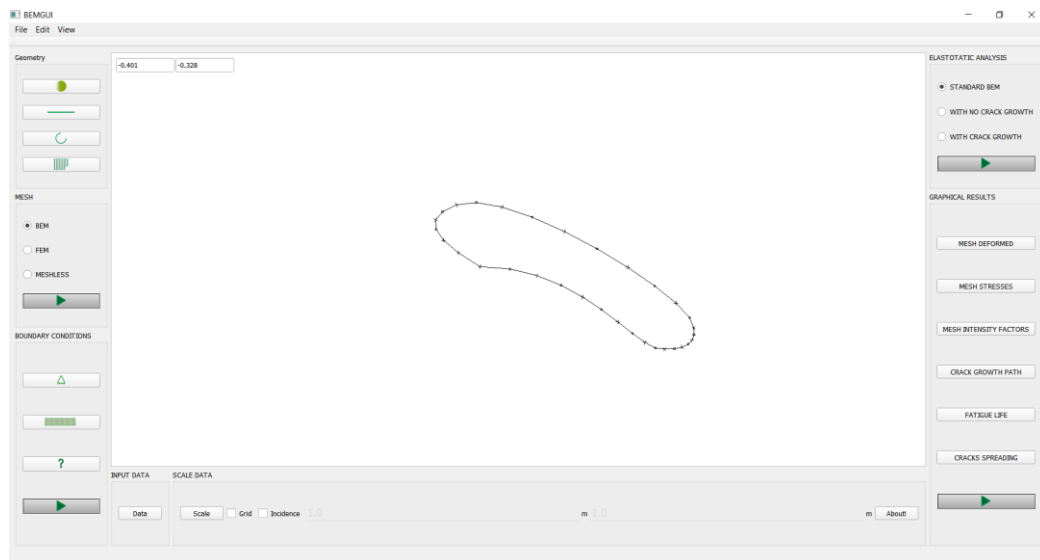 BEMGUI
File Edit View
Geometry
-0.401 -0.328
MESH
BEM
FEM
MESHLESS
BOUNDARY CONDITIONS
?
INPUT DATA
Data
SCALE DATA
Scale Grid Incidence 1.0 m 1.0 m About!
ELASTOTATIC ANALYSIS
STANDARD BEM
WITH NO CRACK GROWTH
WITH CRACK GROWTH
GRAPHICAL RESULTS
MESH DEFORMED
MESH STRESSES
MESH INTENSITY FACTORS
CRACK GROWTH PATH
FATIGUE LIFE
CRACKS SPREADING